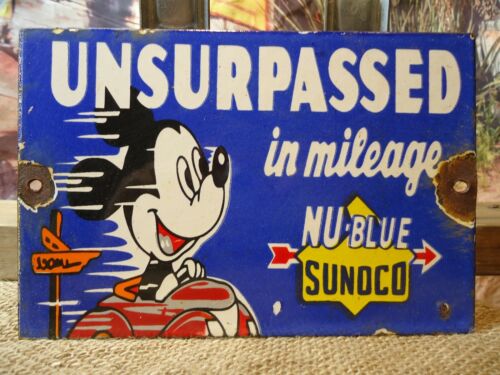 UNSURPASSED
in mileage
NU·BLUE
SUNOCO